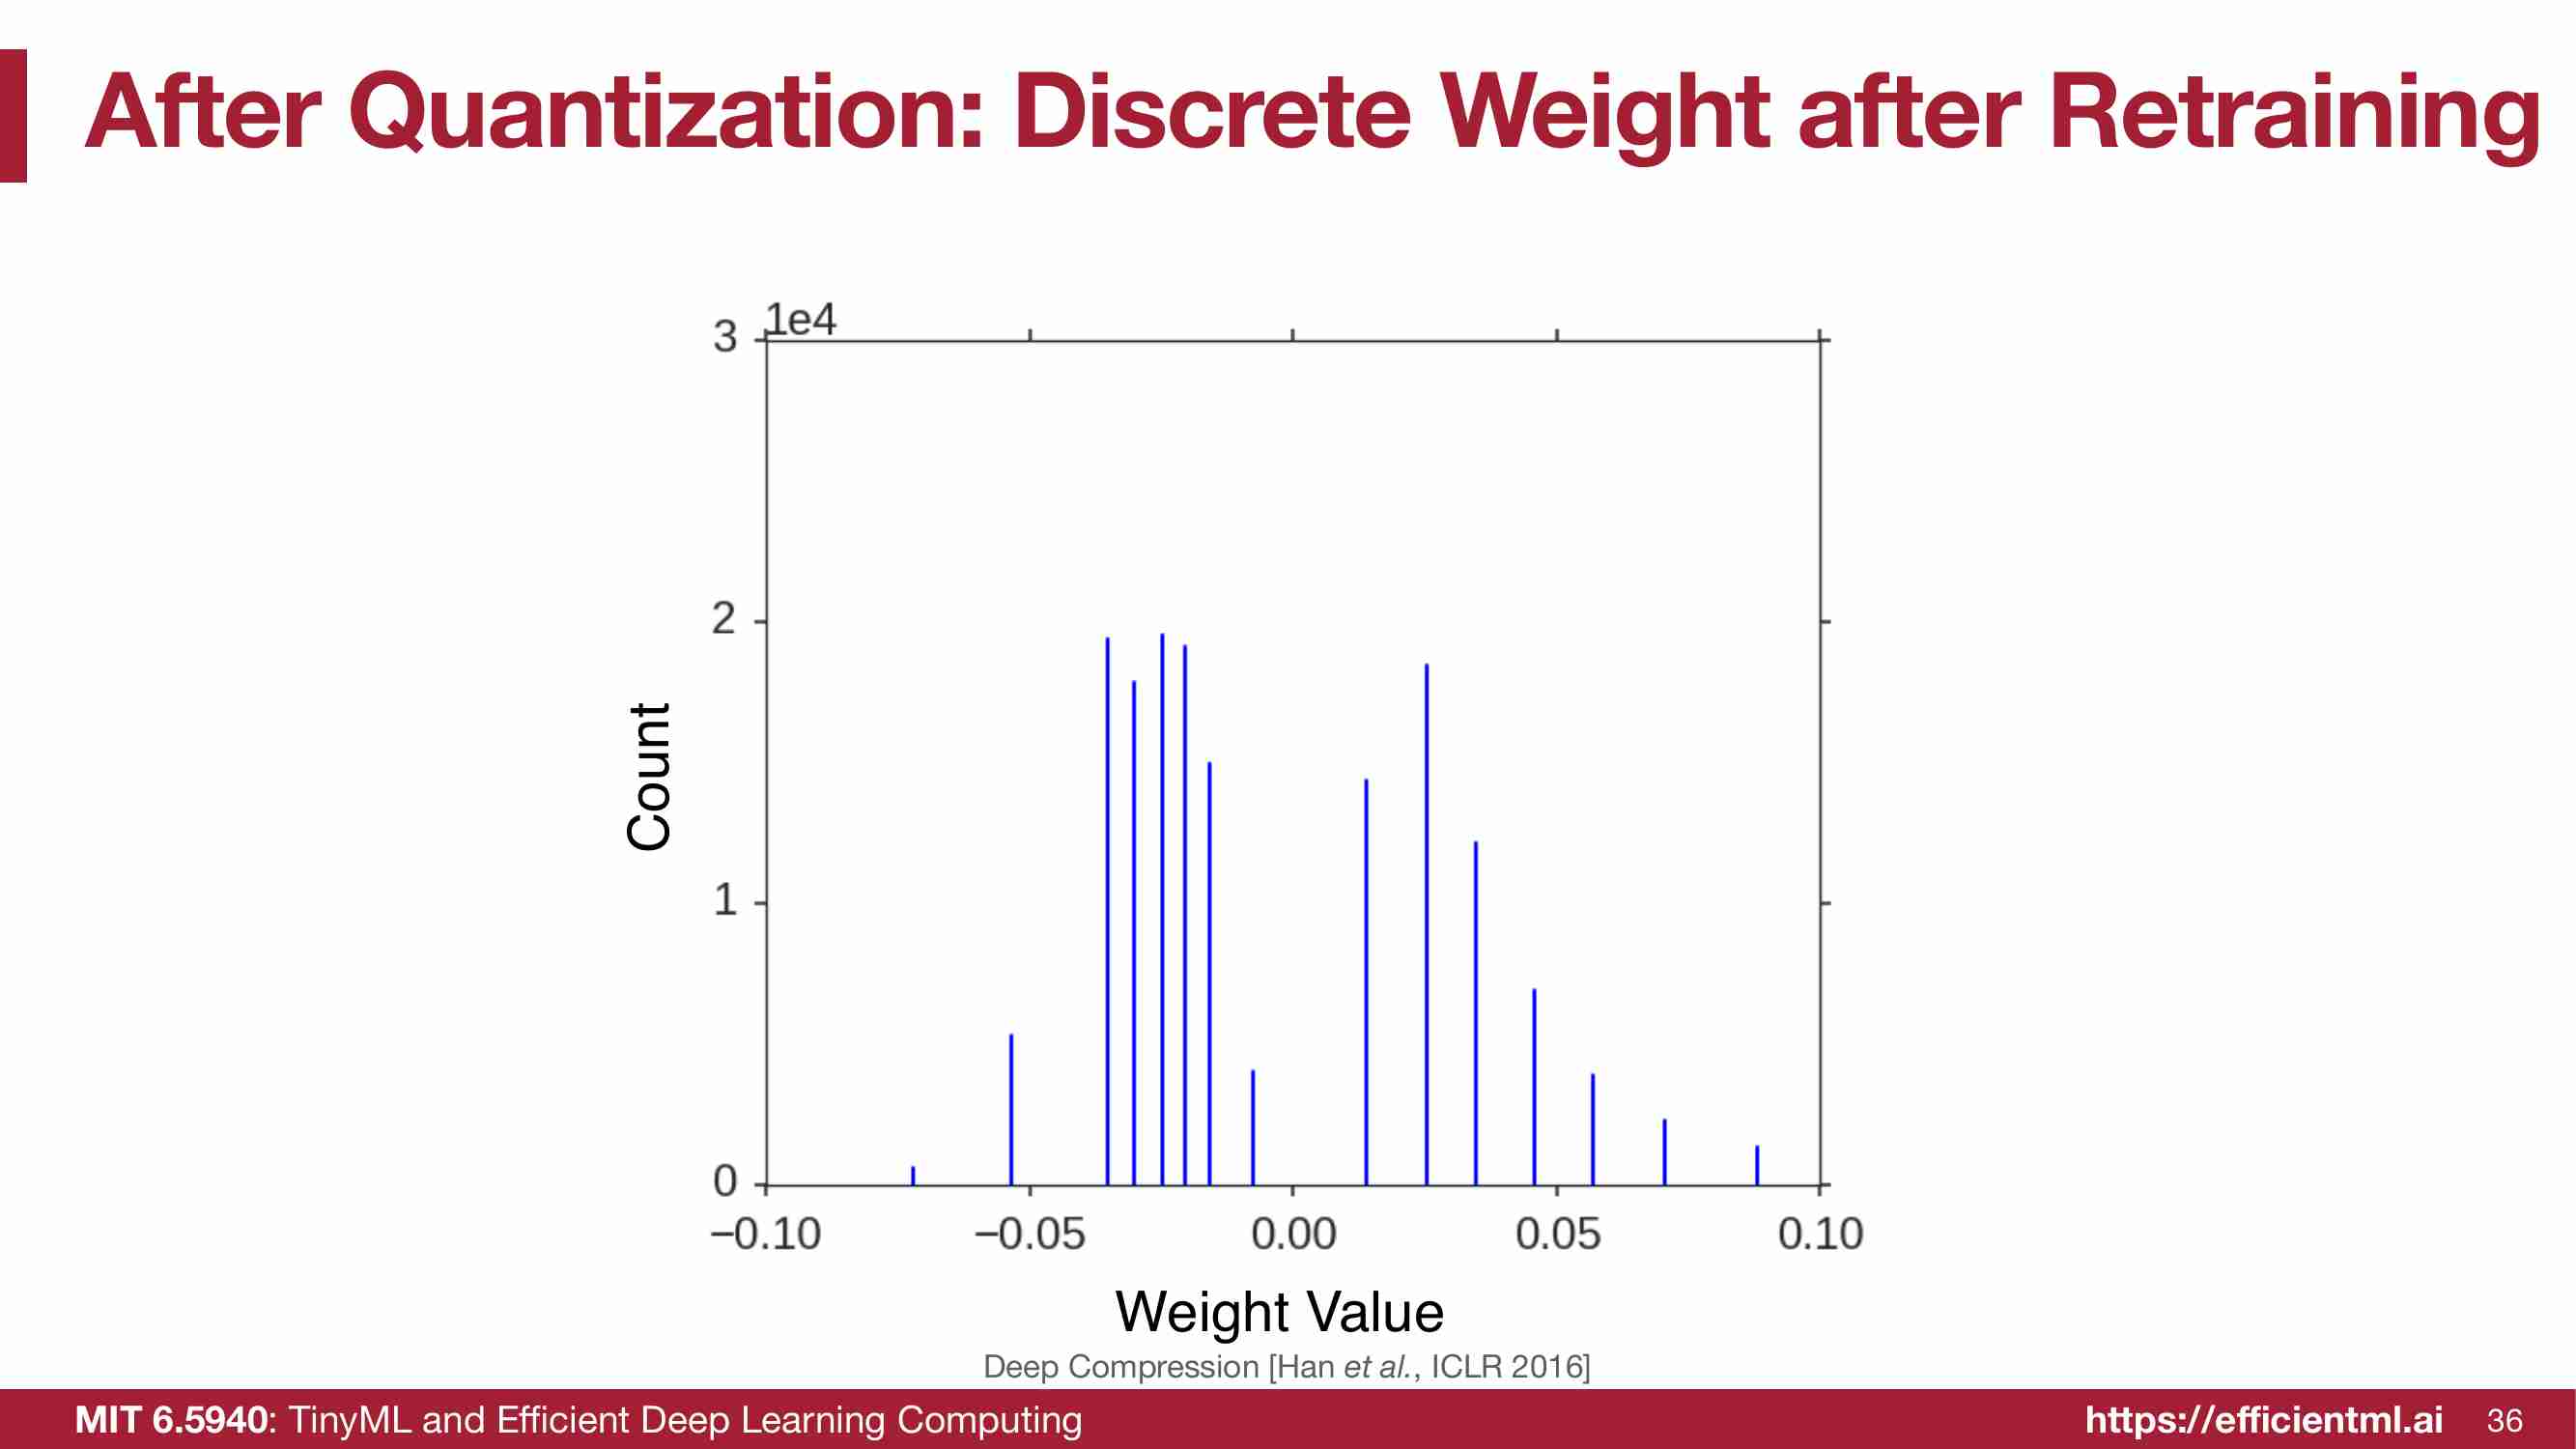 After Quantization: Discrete Weight after Retraining
1e4
3
2
1
0
Count
−0.10 −0.05 0.00 0.05 0.10
Weight Value
Deep Compression [Han et al., ICLR 2016]
MIT 6.5940: TinyML and Efficient Deep Learning Computing https://efficientml.ai 36